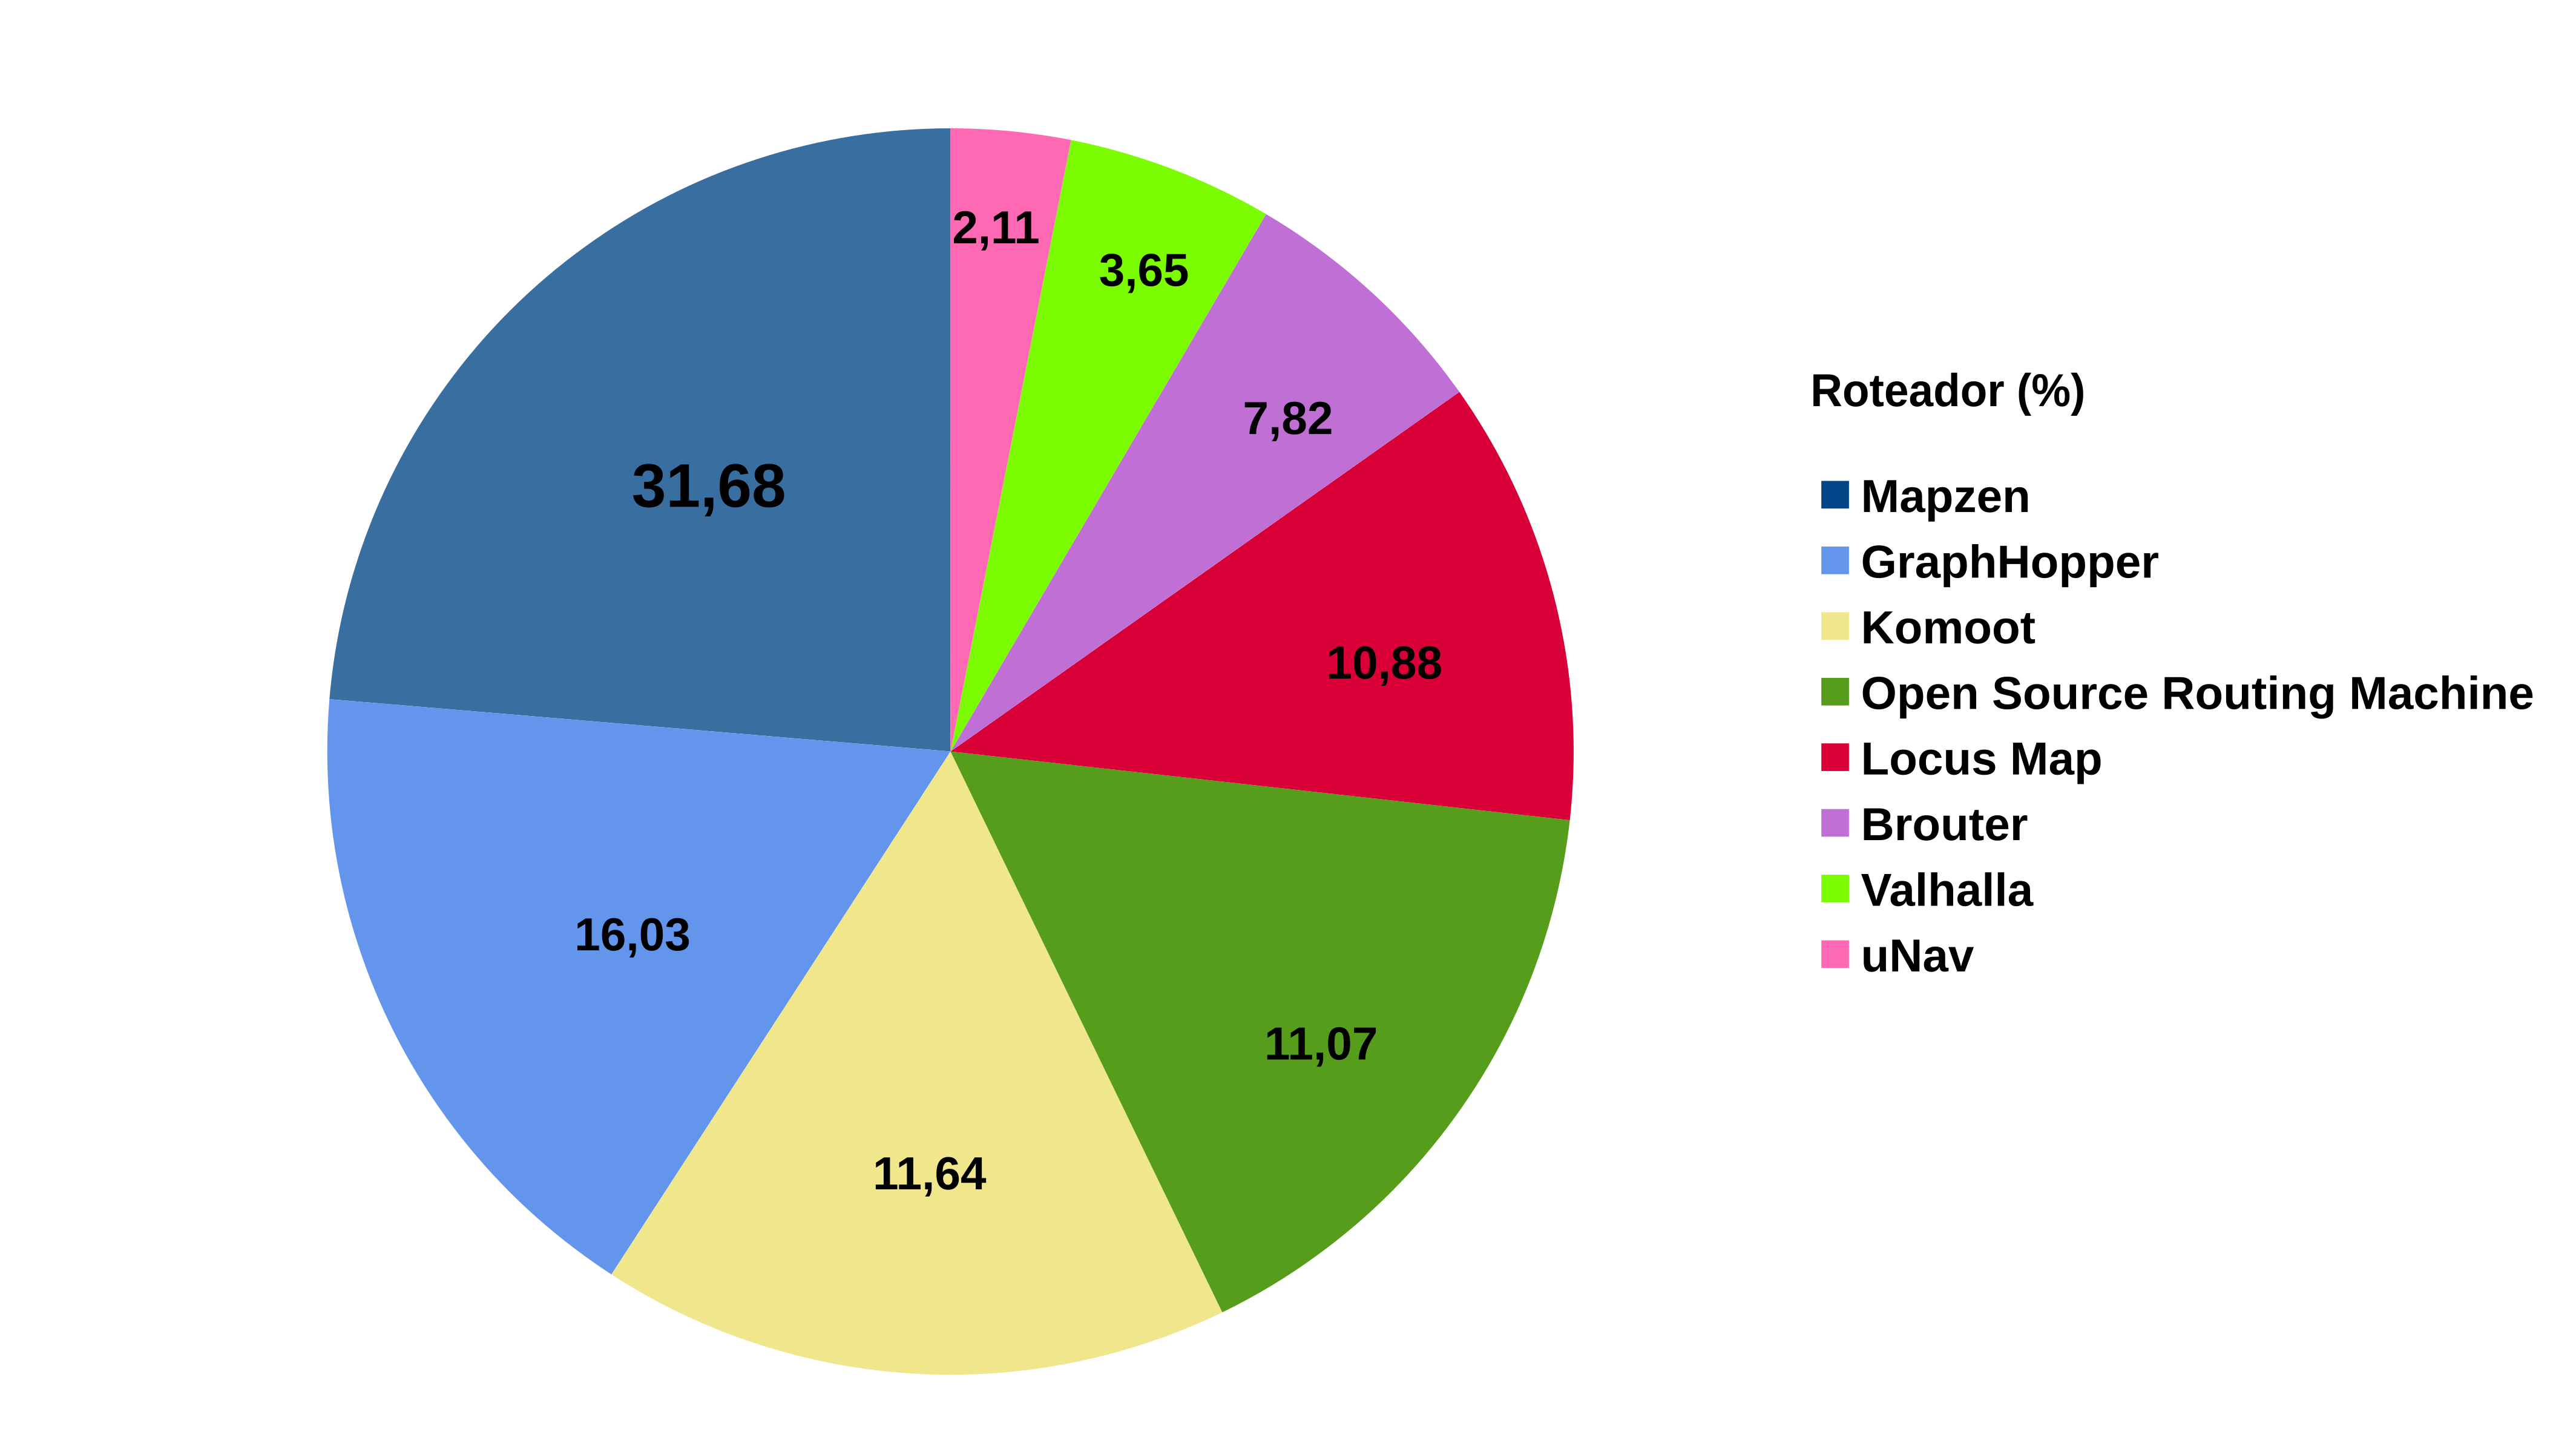 2,11
3,65
7,82
31,68
10,88
16,03
11,07
11,64
Roteador (%)
Mapzen
GraphHopper
Komoot
Open Source Routing Machine
Locus Map
Brouter
Valhalla
uNav